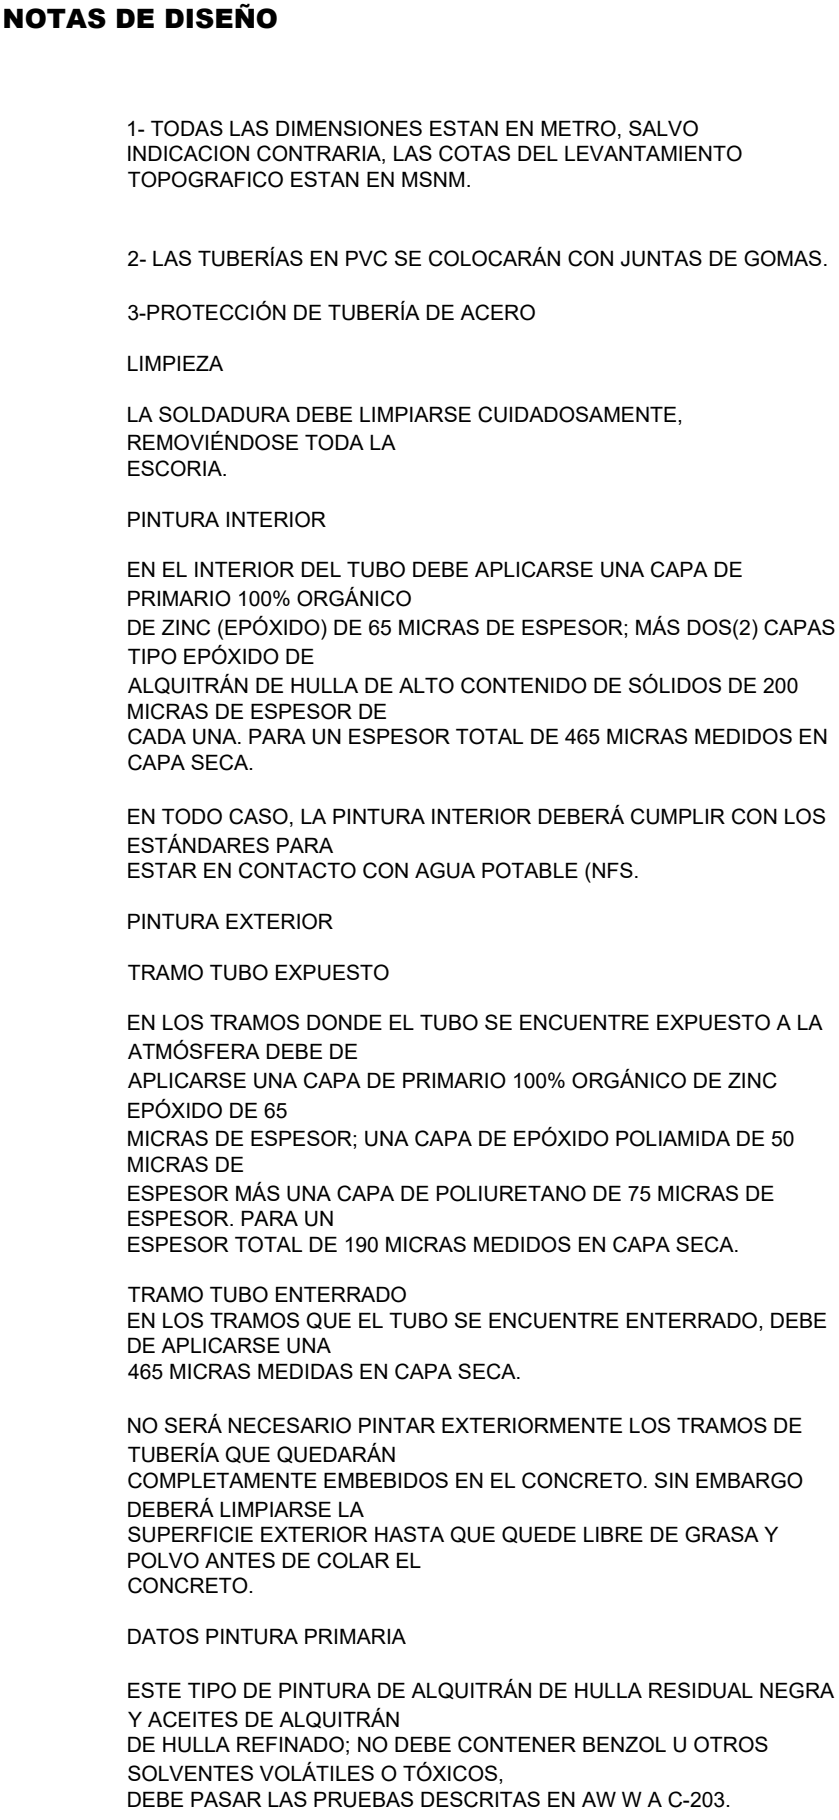 NOTAS DE DISEÑO
1- TODAS LAS DIMENSIONES ESTAN EN METRO, SALVO
INDICACION CONTRARIA, LAS COTAS DEL LEVANTAMIENTO
TOPOGRAFICO ESTAN EN MSNM.
2- LAS TUBERÍAS EN PVC SE COLOCARÁN CON JUNTAS DE GOMAS.
3-PROTECCIÓN DE TUBERÍA DE ACERO
LIMPIEZA
LA SOLDADURA DEBE LIMPIARSE CUIDADOSAMENTE,
REMOVIÉNDOSE TODA LA
ESCORIA.
PINTURA INTERIOR
EN EL INTERIOR DEL TUBO DEBE APLICARSE UNA CAPA DE
PRIMARIO 100% ORGÁNICO
DE ZINC (EPÓXIDO) DE 65 MICRAS DE ESPESOR; MÁS DOS(2) CAPAS
TIPO EPÓXIDO DE
ALQUITRÁN DE HULLA DE ALTO CONTENIDO DE SÓLIDOS DE 200
MICRAS DE ESPESOR DE
CADA UNA. PARA UN ESPESOR TOTAL DE 465 MICRAS MEDIDOS EN
CAPA SECA.
EN TODO CASO, LA PINTURA INTERIOR DEBERÁ CUMPLIR CON LOS
ESTÁNDARES PARA
ESTAR EN CONTACTO CON AGUA POTABLE (NFS.
PINTURA EXTERIOR
TRAMO TUBO EXPUESTO
EN LOS TRAMOS DONDE EL TUBO SE ENCUENTRE EXPUESTO A LA
ATMÓSFERA DEBE DE
APLICARSE UNA CAPA DE PRIMARIO 100% ORGÁNICO DE ZINC
EPÓXIDO DE 65
MICRAS DE ESPESOR; UNA CAPA DE EPÓXIDO POLIAMIDA DE 50
MICRAS DE
ESPESOR MÁS UNA CAPA DE POLIURETANO DE 75 MICRAS DE
ESPESOR. PARA UN
ESPESOR TOTAL DE 190 MICRAS MEDIDOS EN CAPA SECA.
TRAMO TUBO ENTERRADO
EN LOS TRAMOS QUE EL TUBO SE ENCUENTRE ENTERRADO, DEBE
DE APLICARSE UNA
465 MICRAS MEDIDAS EN CAPA SECA.
NO SERÁ NECESARIO PINTAR EXTERIORMENTE LOS TRAMOS DE
TUBERÍA QUE QUEDARÁN
COMPLETAMENTE EMBEBIDOS EN EL CONCRETO. SIN EMBARGO
DEBERÁ LIMPIARSE LA
SUPERFICIE EXTERIOR HASTA QUE QUEDE LIBRE DE GRASA Y
POLVO ANTES DE COLAR EL
CONCRETO.
DATOS PINTURA PRIMARIA
ESTE TIPO DE PINTURA DE ALQUITRÁN DE HULLA RESIDUAL NEGRA
Y ACEITES DE ALQUITRÁN
DE HULLA REFINADO; NO DEBE CONTENER BENZOL U OTROS
SOLVENTES VOLÁTILES O TÓXICOS,
DEBE PASAR LAS PRUEBAS DESCRITAS EN AW W A C-203.